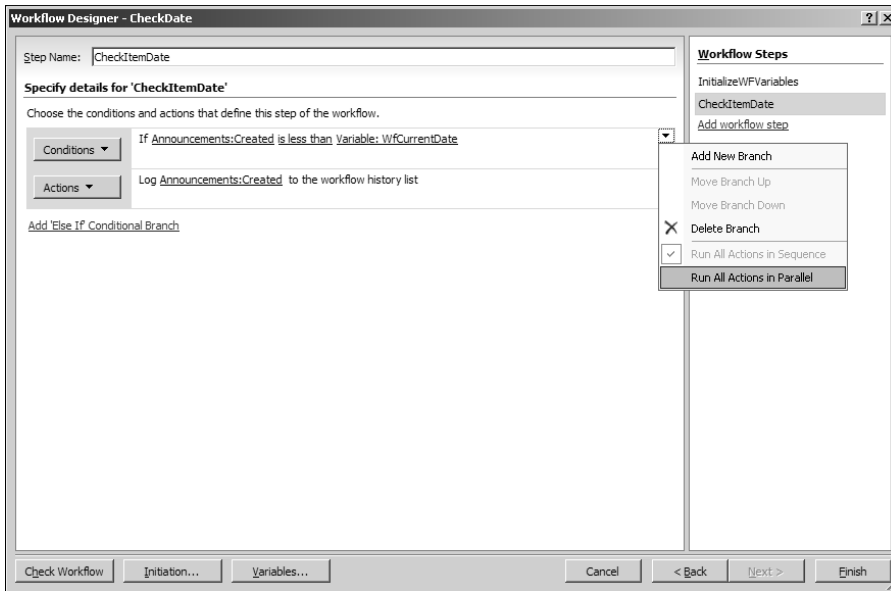 Workflow Designer - CheckDate
Step Name: CheckItemDate
Specify details for 'CheckItemDate'
Choose the conditions and actions that define this step of the workflow.
Conditions
If Announcements:Created is less than Variable: WfCurrentDate
Actions
Log Announcements:Created to the workflow history list
Add 'Else If' Conditional Branch
Workflow Steps
InitializeWFVariables
CheckItemDate
Add workflow step
Add New Branch
Move Branch Up
Move Branch Down
Delete Branch
Run All Actions in Sequence
Run All Actions in Parallel
Check Workflow
Initiation...
Variables...
Cancel
< Back
Next >
Finish